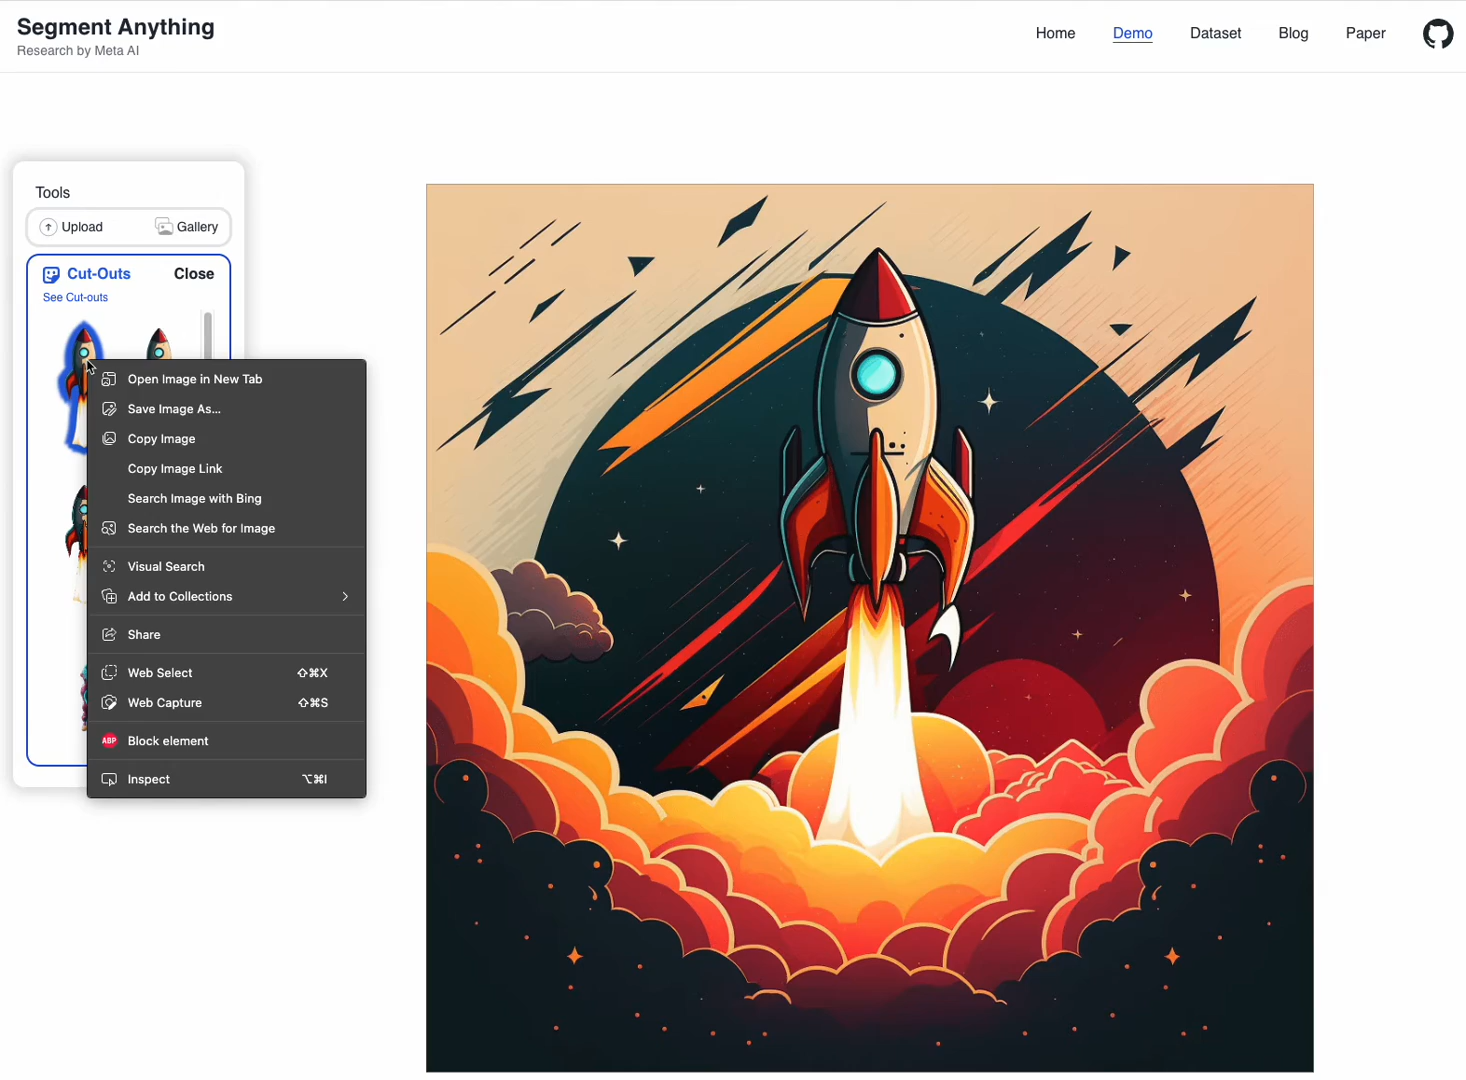 Segment Anything
Research by Meta AI
Home
Demo
Dataset
Blog
Paper
Tools
Upload
Gallery
Cut-Outs
Close
See Cut-outs
Open Image in New Tab
Save Image As...
Copy Image
Copy Image Link
Search Image with Bing
Search the Web for Image
Visual Search
Add to Collections
Share
Web Select ⇧⌘X
Web Capture ⇧⌘S
ABP Block element
Inspect ⌥⌘I